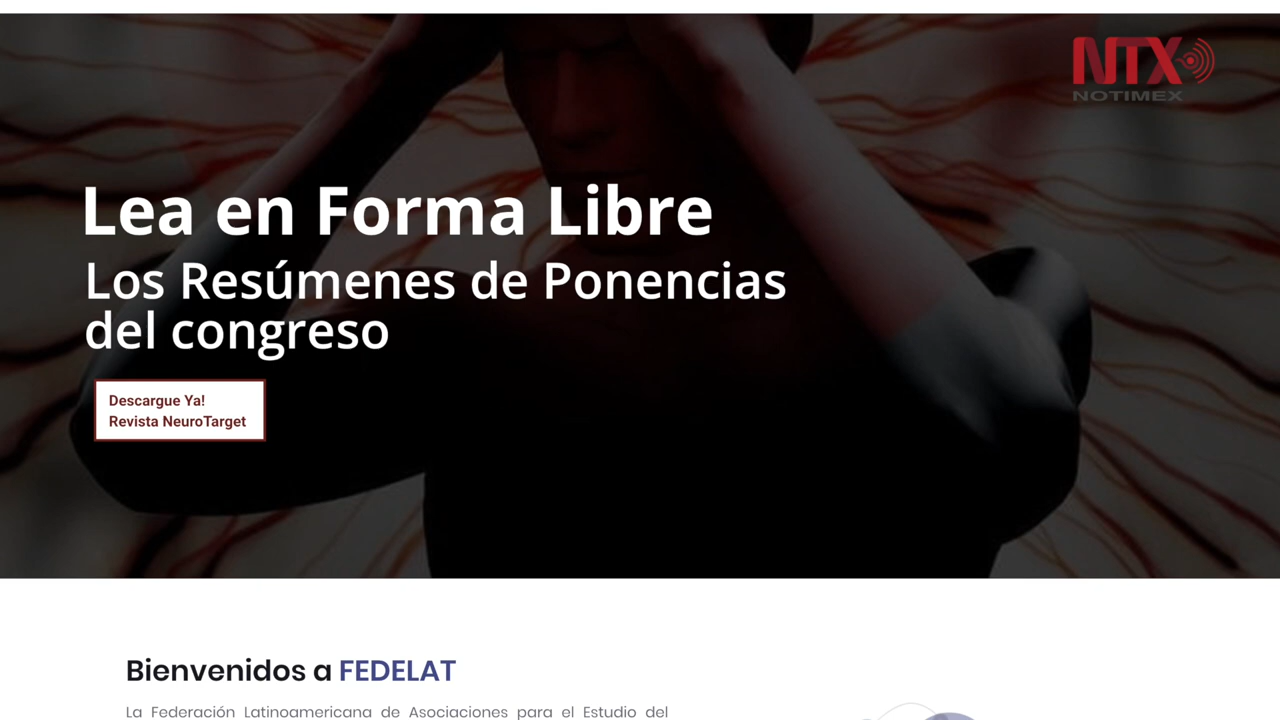 NTX
NOTIMEX
Lea en Forma Libre
Los Resúmenes de Ponencias
del congreso
Descargue Ya!
Revista NeuroTarget
Bienvenidos a FEDELAT
La Federación Latinoamericana de Asociaciones para el Estudio del